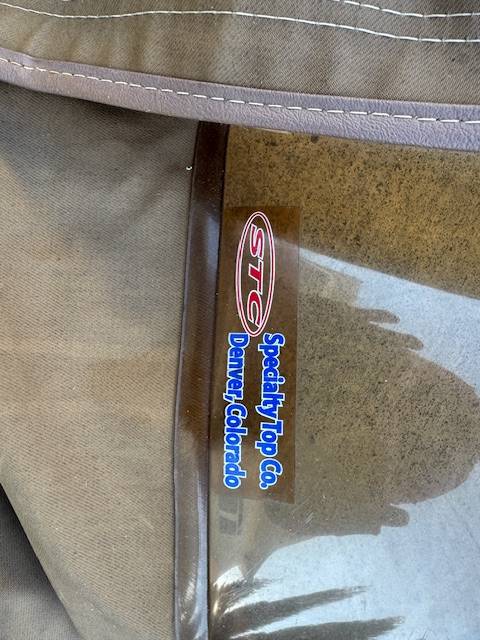 STC
Specialty Top Co.
Denver, Colorado